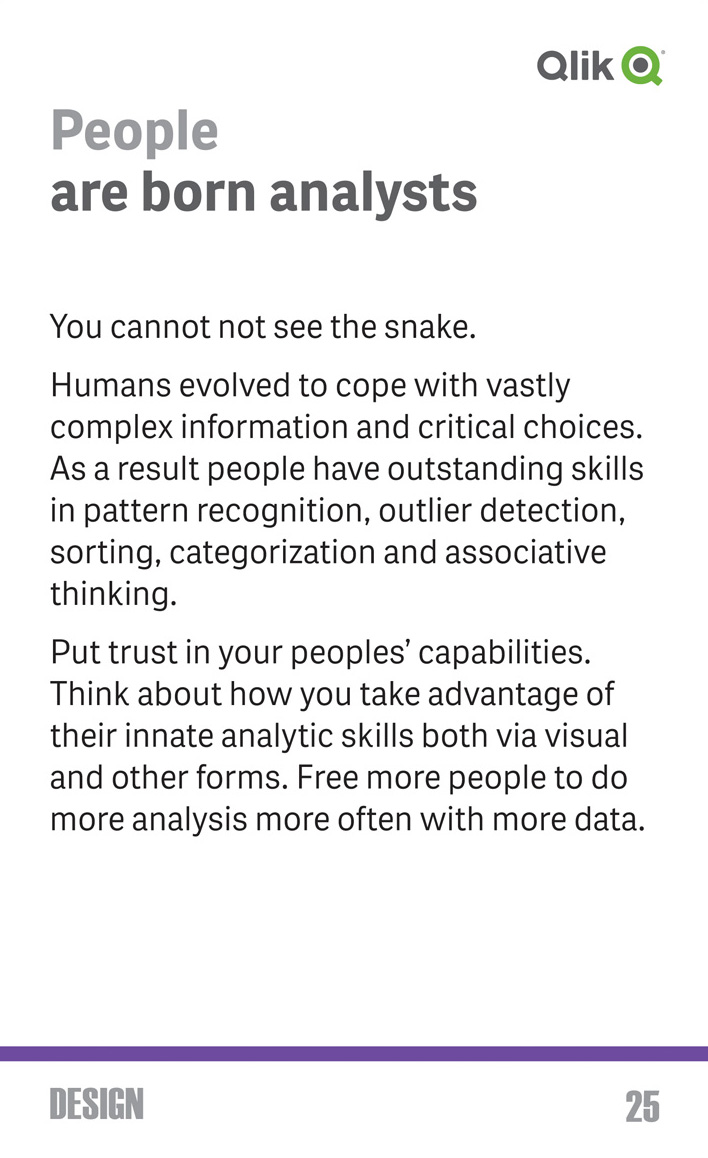 Qlik
People
are born analysts
You cannot not see the snake.
Humans evolved to cope with vastly
complex information and critical choices.
As a result people have outstanding skills
in pattern recognition, outlier detection,
sorting, categorization and associative
thinking.
Put trust in your peoples’ capabilities.
Think about how you take advantage of
their innate analytic skills both via visual
and other forms. Free more people to do
more analysis more often with more data.
DESIGN
25